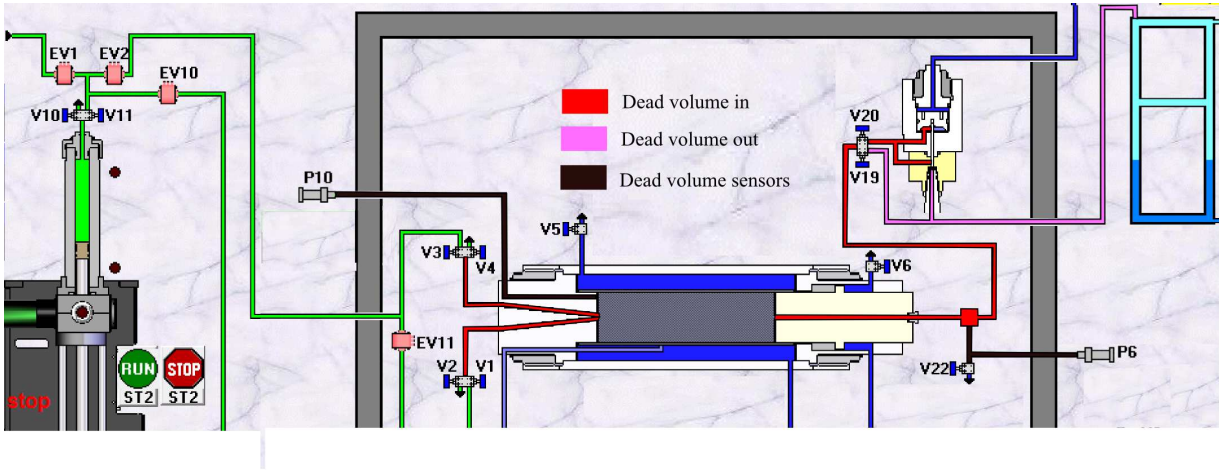 EV1
EV2
EV10
V10
V11
Dead volume in
Dead volume out
Dead volume sensors
V20
V19
P10
V5
V3
V4
V6
EV11
V2
V1
V22
P6
RUN
STOP
ST2
ST2
stop